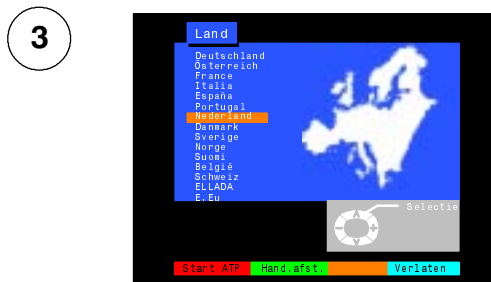 3
Land
Deutschland
Österreich
France
Italia
España
Portugal
Nederland
Danmark
Sverige
Norge
Suomi
België
Schweiz
ELLADA
E.Eu
Selectie
Start ATP Hand.afst. Verlaten